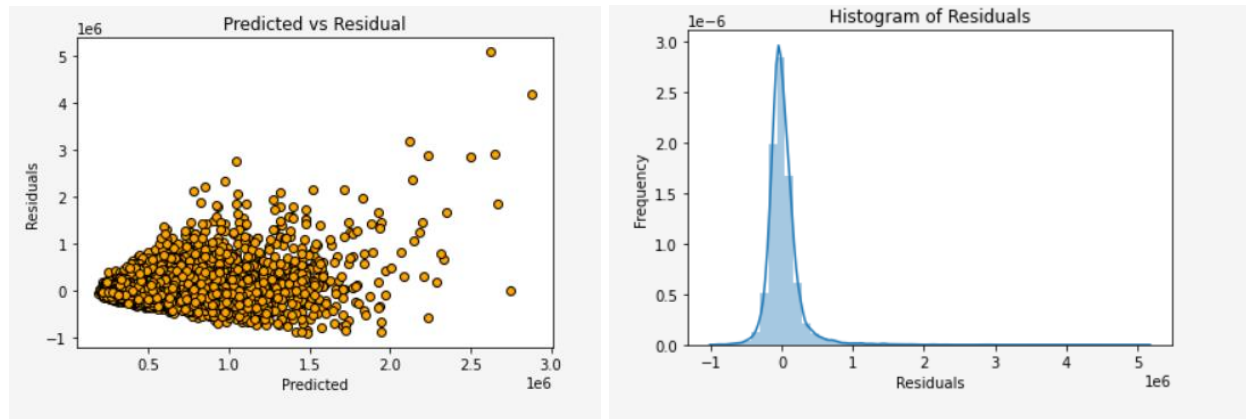 Predicted vs Residual
1e6
5
4
3
2
1
0
−1
Residuals
0.5 1.0 1.5 2.0 2.5 3.0
1e6
Predicted
Histogram of Residuals
1e−6
3.0
2.5
2.0
1.5
1.0
0.5
0.0
Frequency
−1 0 1 2 3 4 5
1e6
Residuals